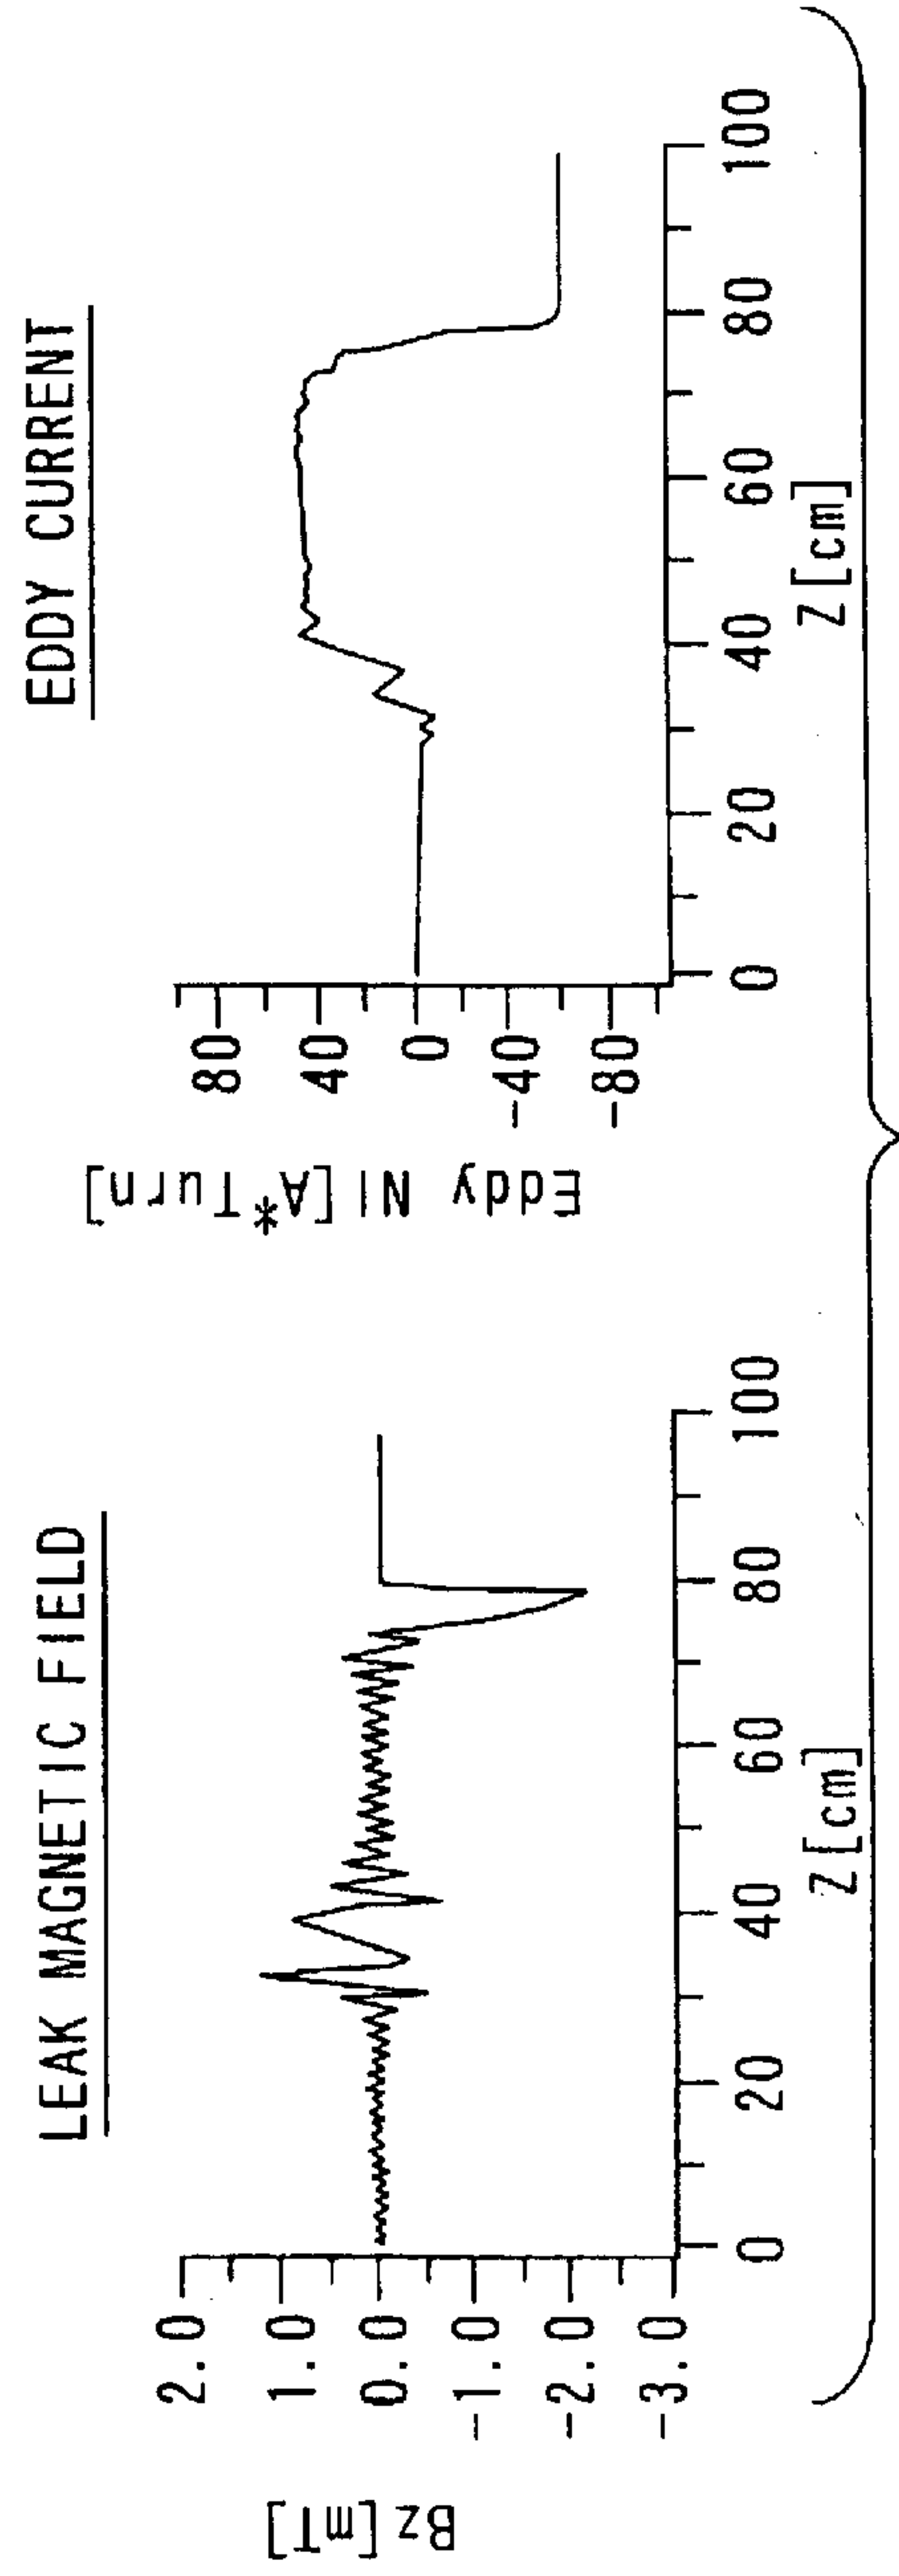 LEAK MAGNETIC FIELD
Bz [mT]
2.0
1.0
0.0
-1.0
-2.0
-3.0
0 20 40 60 80 100
Z [cm]
EDDY CURRENT
Eddy NI [A*Turn]
80
40
0
-40
-80
0 20 40 60 80 100
Z [cm]